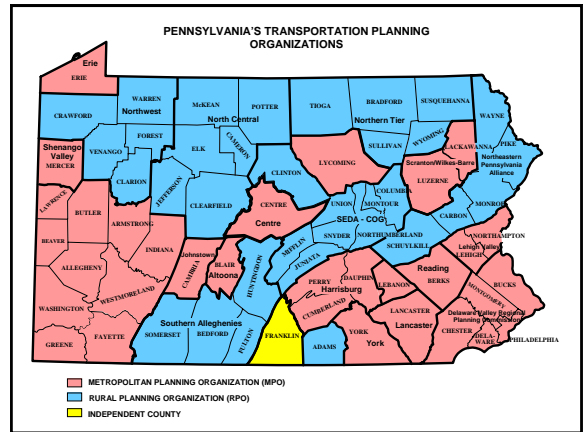 PENNSYLVANIA'S TRANSPORTATION PLANNING
ORGANIZATIONS
Erie
ERIE
CRAWFORD
WARREN
Northwest
McKEAN
POTTER
North Central
TIOGA
BRADFORD
Northern Tier
SUSQUEHANNA
WAYNE
FOREST
VENANGO
ELK
CAMERON
SULLIVAN
WYOMING
LACKAWANNA
PIKE
Shenango
Valley
MERCER
CLARION
JEFFERSON
CLEARFIELD
CLINTON
LYCOMING
Scranton/Wilkes-Barre
LUZERNE
Northeastern
Pennsylvania
Alliance
LAWRENCE
BUTLER
ARMSTRONG
CENTRE
Centre
UNION
COLUMBIA
MONTOUR
SEDA - COG
CARBON
MONROE
BEAVER
INDIANA
SNYDER
NORTHUMBERLAND
SCHUYLKILL
NORTHAMPTON
Lehigh Valley
LEHIGH
ALLEGHENY
Johnstown
CAMBRIA
BLAIR
Altoona
HUNTINGTON
MIFFLIN
JUNIATA
WESTMORELAND
PERRY
DAUPHIN
Harrisburg
LEBANON
Reading
BERKS
MONTGOMERY
BUCKS
WASHINGTON
CUMBERLAND
LANCASTER
Lancaster
Delaware Valley Regional
Planning Commission
GREENE
FAYETTE
Southern Alleghenies
SOMERSET
BEDFORD
FULTON
FRANKLIN
ADAMS
YORK
York
CHESTER
DELA-
WARE
PHILADELPHIA
METROPOLITAN PLANNING ORGANIZATION (MPO)
RURAL PLANNING ORGANIZATION (RPO)
INDEPENDENT COUNTY